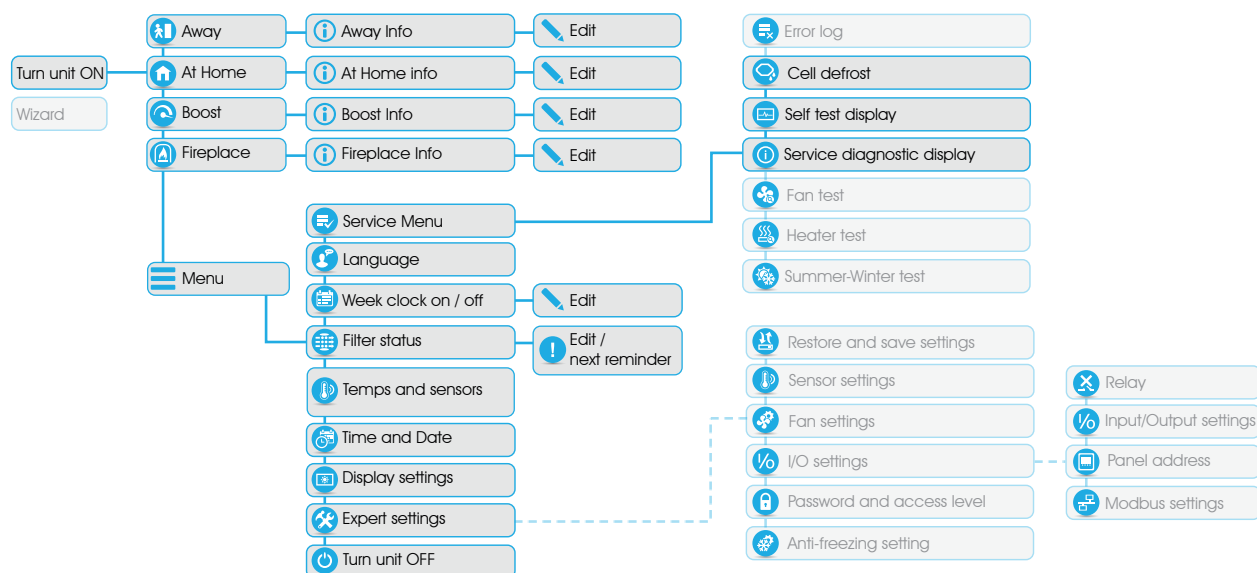 Turn unit ON
Wizard
Away
Away Info
Edit
At Home
At Home info
Edit
Boost
Boost Info
Edit
Fireplace
Fireplace Info
Edit
Menu
Service Menu
Language
Week clock on / off
Edit
Filter status
Edit /
next reminder
Temps and sensors
Time and Date
Display settings
Expert settings
Turn unit OFF
Error log
Cell defrost
Self test display
Service diagnostic display
Fan test
Heater test
Summer-Winter test
Restore and save settings
Sensor settings
Fan settings
I/O I/O settings
Password and access level
Anti-freezing setting
Relay
I/O Input/Output settings
Panel address
Modbus settings